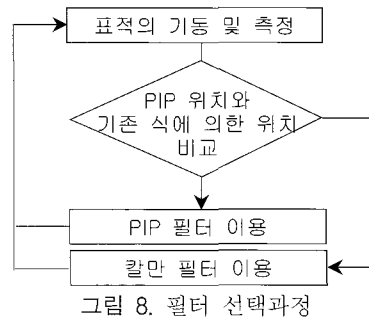 표적의 기동 및 측정
PIP 위치와
기존 식에 의한 위치
비교
PIP 필터 이용
칼만 필터 이용
그림 8. 필터 선택과정